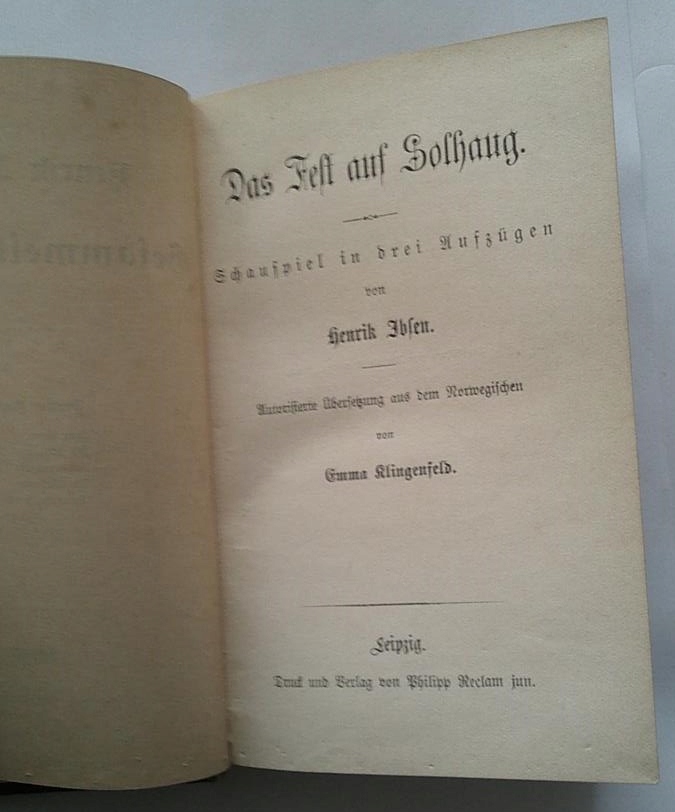 Das Feſt auf Solhaug.
Schauſpiel in drei Aufzügen
von
Henrik Ibſen.
Autoriſierte Überſetzung aus dem Norwegiſchen
von
Emma Klingenfeld.
Leipzig.
Druck und Verlag von Philipp Reclam jun.